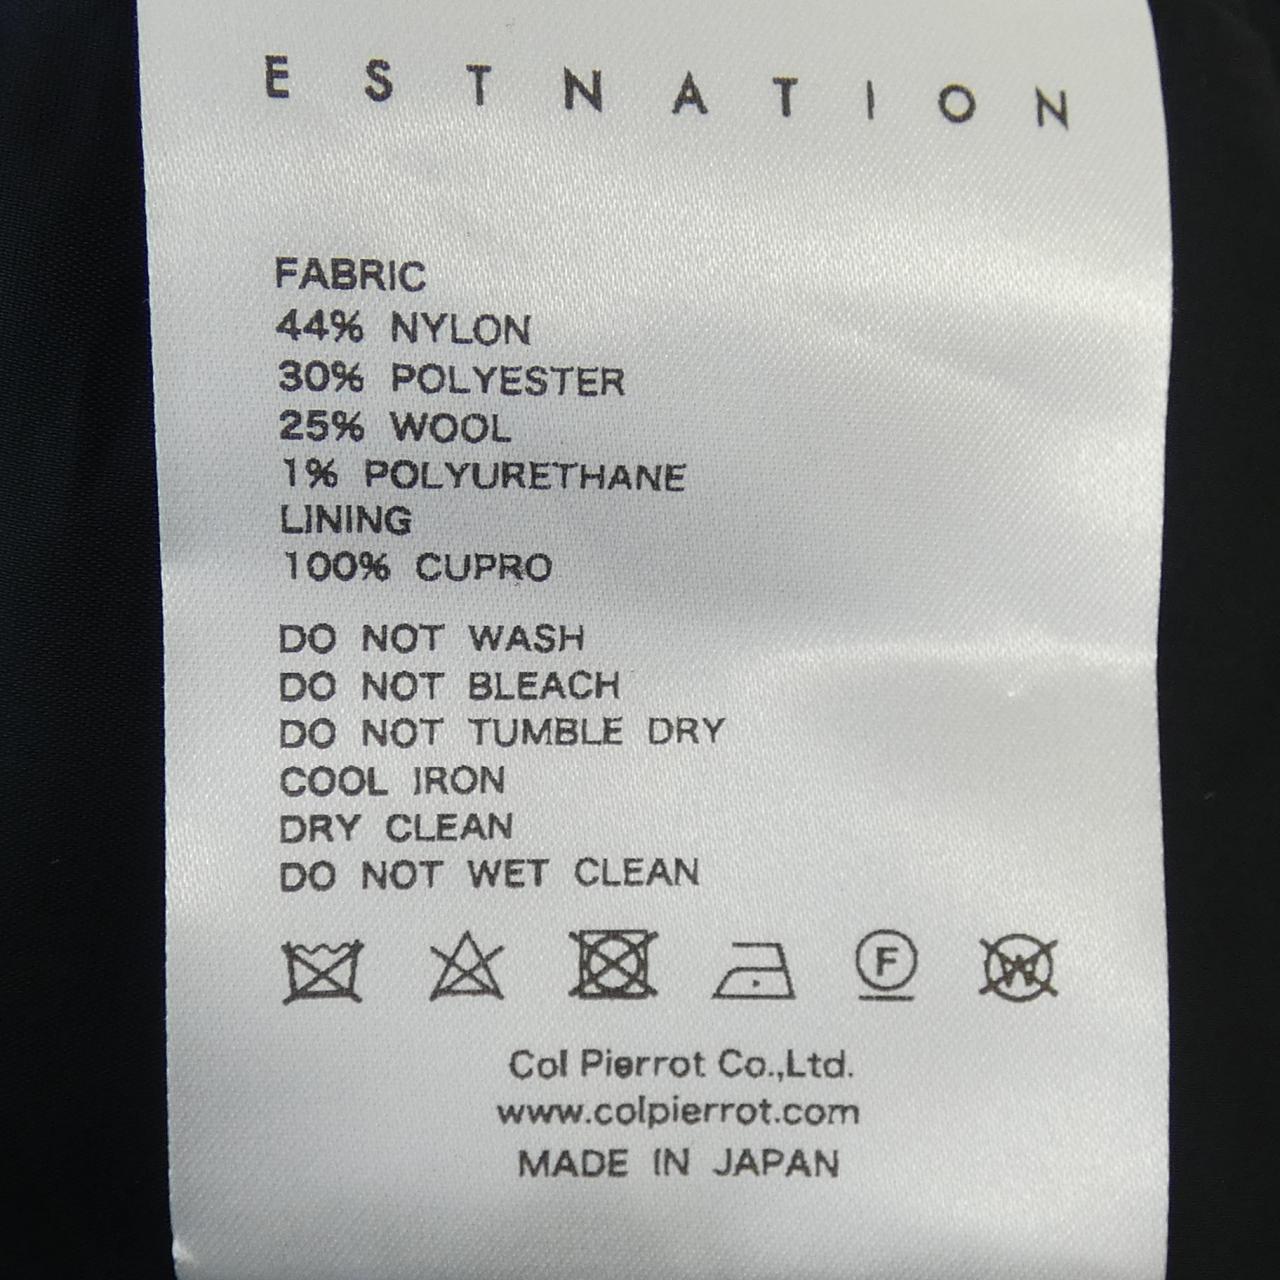 ESTNATION
FABRIC
44% NYLON
30% POLYESTER
25% WOOL
1% POLYURETHANE
LINING
100% CUPRO
DO NOT WASH
DO NOT BLEACH
DO NOT TUMBLE DRY
COOL IRON
DRY CLEAN
DO NOT WET CLEAN
F W
Col Pierrot Co.,Ltd.
www.colpierrot.com
MADE IN JAPAN